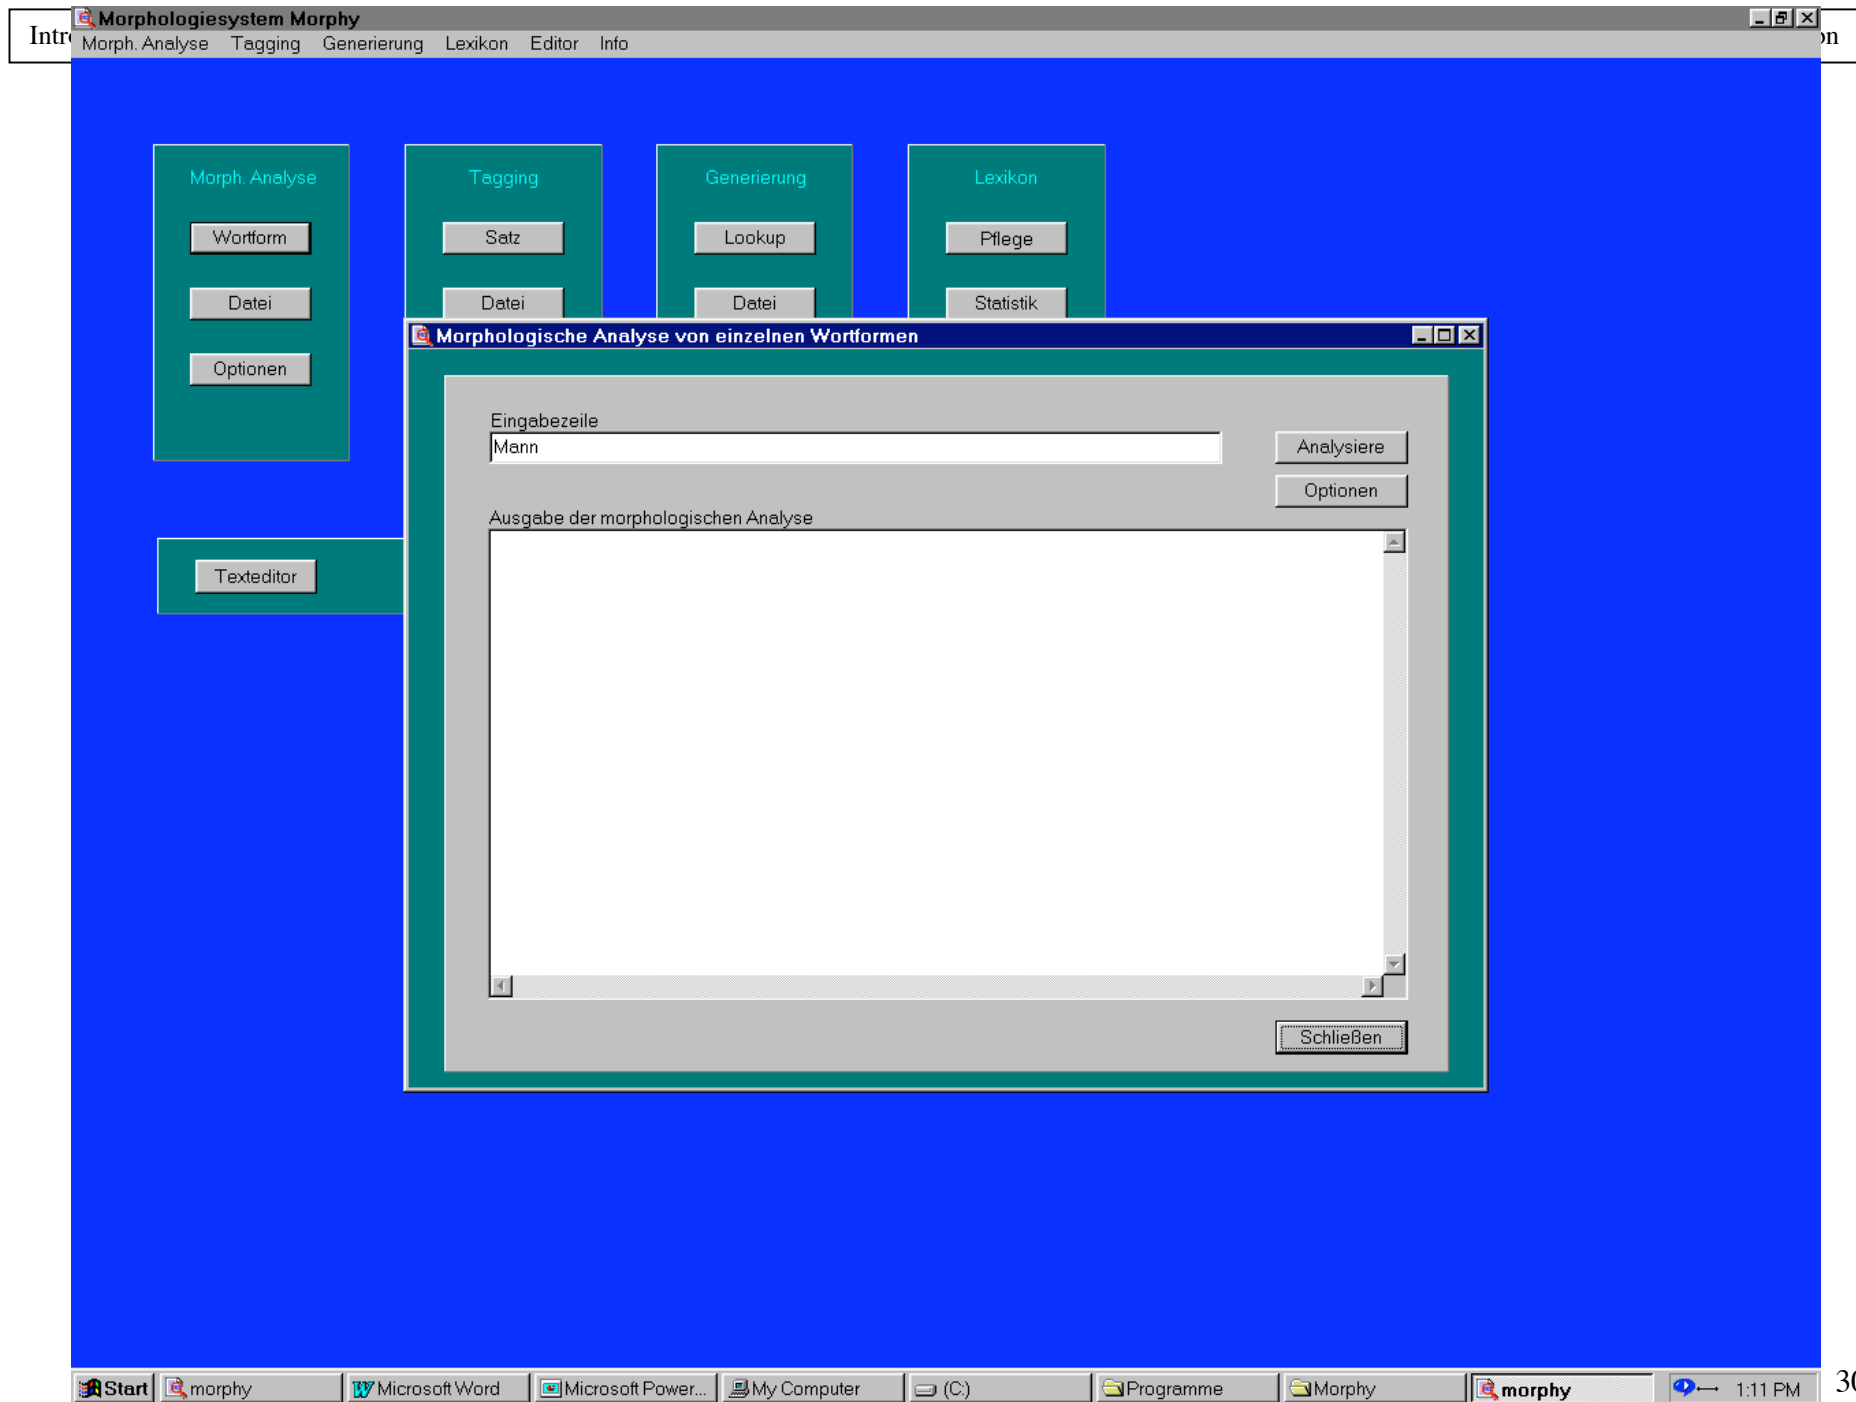 Morphologiesystem Morphy
Intr
on
Morph. Analyse Tagging Generierung Lexikon Editor Info
Morph. Analyse Tagging Generierung Lexikon
Wortform Satz Lookup Pflege
Datei Datei Datei Statistik
Morphologische Analyse von einzelnen Wortformen
Optionen
Eingabezeile
Mann
Analysiere
Optionen
Ausgabe der morphologischen Analyse
Texteditor
Schließen
Start morphy Microsoft Word Microsoft Power... My Computer (C:) Programme Morphy morphy 1:11 PM
30